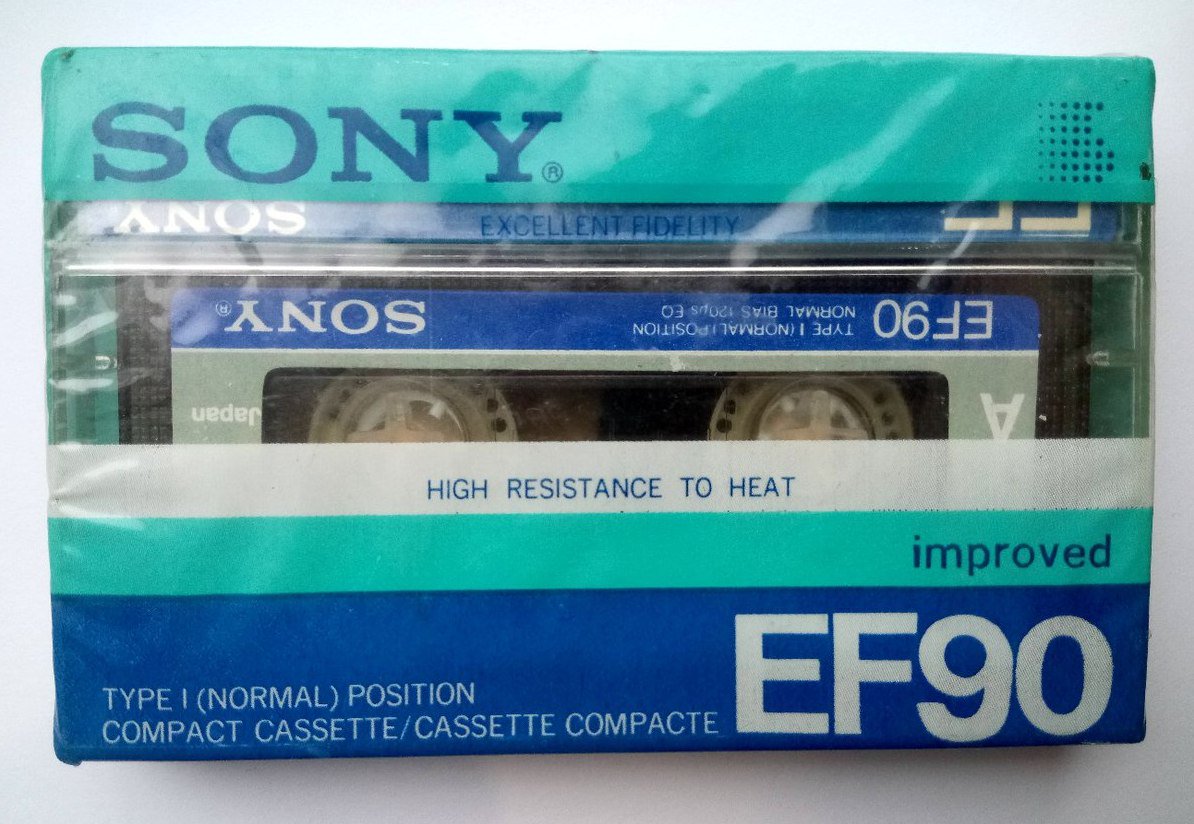 SONY®
SONY
EXCELLENT FIDELITY
EF
SONY®
TYPE I (NORMAL) POSITION
NORMAL BIAS 120µs EQ
EF90
Japan
A
HIGH RESISTANCE TO HEAT
improved
TYPE I (NORMAL) POSITION
COMPACT CASSETTE/CASSETTE COMPACTE
EF90